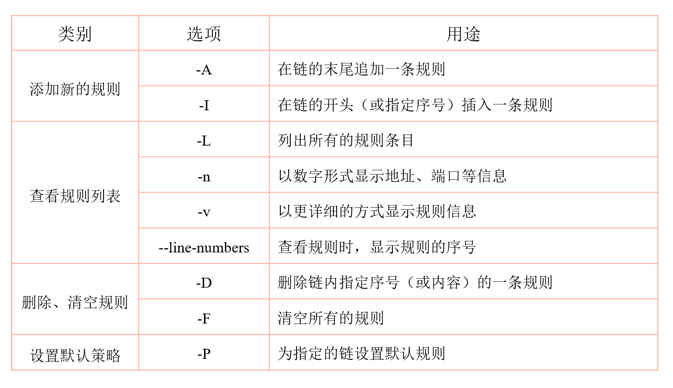 类别 选项 用途
添加新的规则 -A 在链的末尾追加一条规则
-I 在链的开头（或指定序号）插入一条规则
查看规则列表 -L 列出所有的规则条目
-n 以数字形式显示地址、端口等信息
-v 以更详细的方式显示规则信息
--line-numbers 查看规则时，显示规则的序号
删除、清空规则 -D 删除链内指定序号（或内容）的一条规则
-F 清空所有的规则
设置默认策略 -P 为指定的链设置默认规则